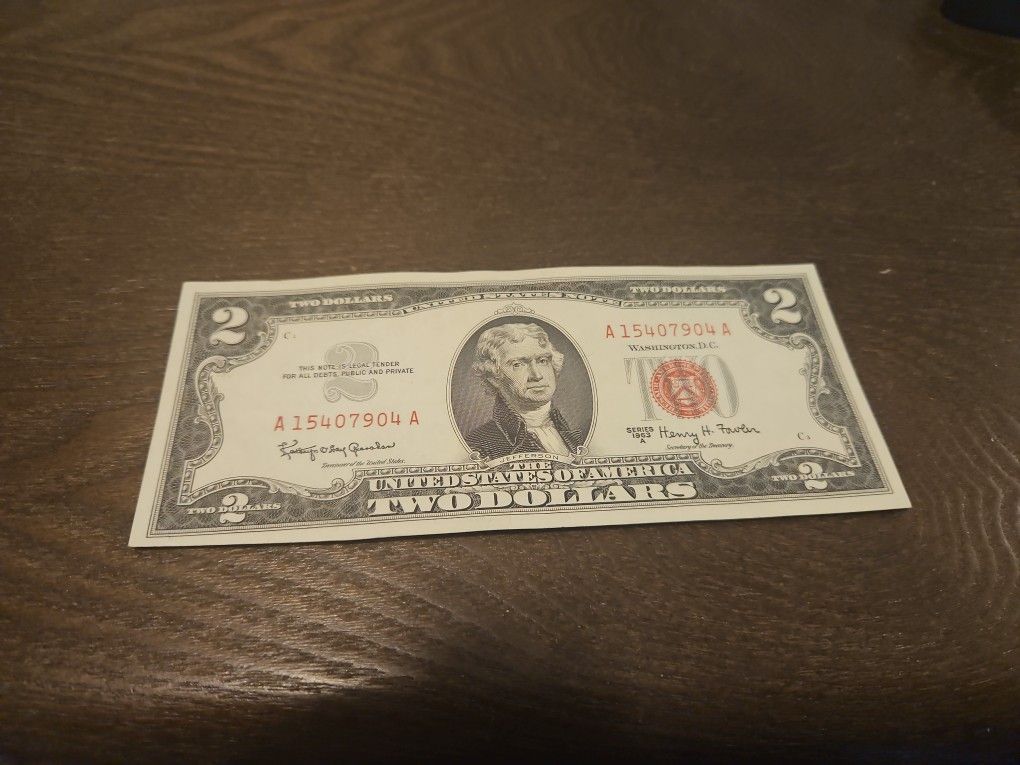 2
TWO DOLLARS
UNITED STATES NOTE
TWO DOLLARS
2
C
A 15407904 A
WASHINGTON, D.C.
2
THIS NOTE IS LEGAL TENDER
FOR ALL DEBTS, PUBLIC AND PRIVATE
TWO
A 15407904 A
SERIES
1963
A
Henry H. Fowler
Secretary of the Treasury.
Treasurer of the United States.
JEFFERSON
C
THE
UNITED STATES OF AMERICA
TWO DOLLARS
TWO DOLLARS
2
TWO DOLLARS
2